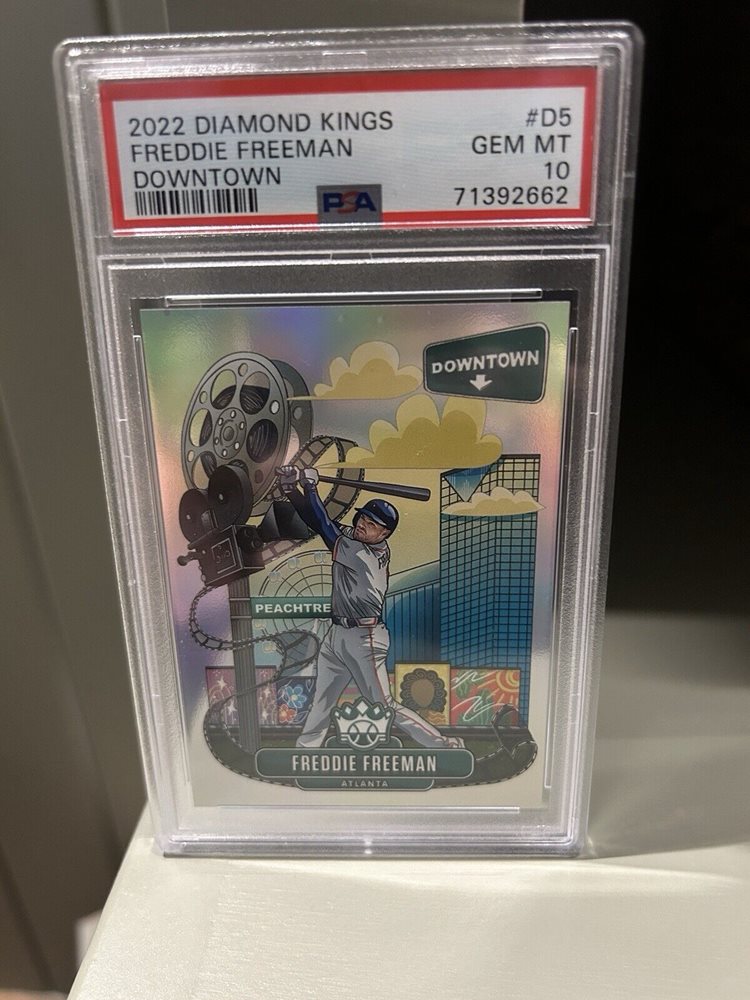 2022 DIAMOND KINGS #D5
FREDDIE FREEMAN GEM MT
DOWNTOWN 10
PSA 71392662
DOWNTOWN
PEACHTRE
FREDDIE FREEMAN
ATLANTA